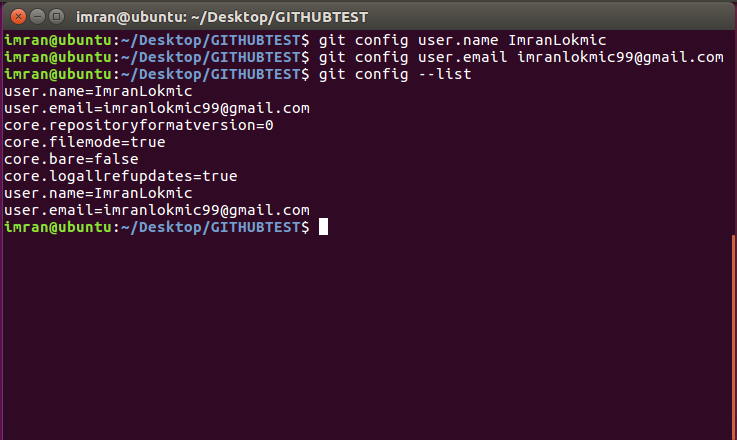 imran@ubuntu: ~/Desktop/GITHUBTEST
imran@ubuntu:~/Desktop/GITHUBTEST$ git config user.name ImranLokmic
imran@ubuntu:~/Desktop/GITHUBTEST$ git config user.email imranlokmic99@gmail.com
imran@ubuntu:~/Desktop/GITHUBTEST$ git config --list
user.name=ImranLokmic
user.email=imranlokmic99@gmail.com
core.repositoryformatversion=0
core.filemode=true
core.bare=false
core.logallrefupdates=true
user.name=ImranLokmic
user.email=imranlokmic99@gmail.com
imran@ubuntu:~/Desktop/GITHUBTEST$